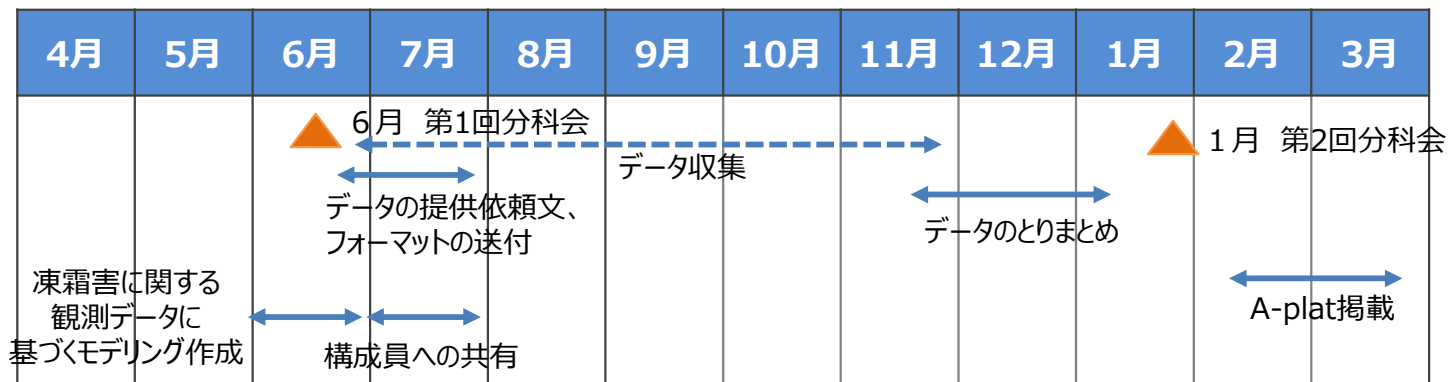 4月 5月 6月 7月 8月 9月 10月 11月 12月 1月 2月 3月
6月 第1回分科会
1月 第2回分科会
データ収集
データの提供依頼文、
フォーマットの送付
データのとりまとめ
凍霜害に関する
観測データに
基づくモデリング作成
構成員への共有
A-plat掲載